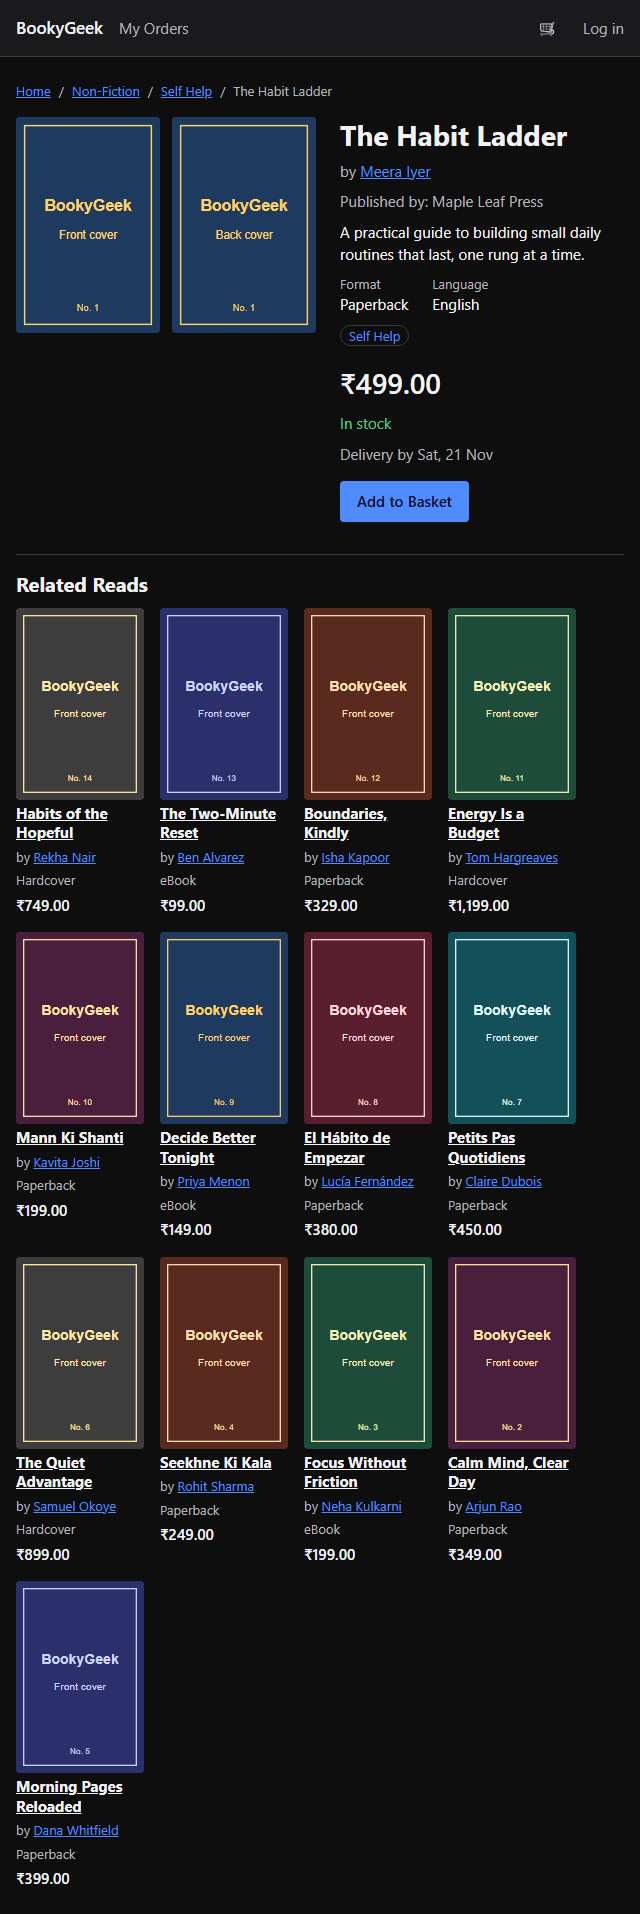 BookyGeek My Orders Log in
Home / Non-Fiction / Self Help / The Habit Ladder
BookyGeek
Front cover
No. 1
BookyGeek
Back cover
No. 1
The Habit Ladder
by Meera Iyer
Published by: Maple Leaf Press
A practical guide to building small daily
routines that last, one rung at a time.
Format
Paperback
Language
English
Self Help
₹499.00
In stock
Delivery by Sat, 21 Nov
Add to Basket
Related Reads
BookyGeek
Front cover
No. 14
Habits of the
Hopeful
by Rekha Nair
Hardcover
₹749.00
BookyGeek
Front cover
No. 13
The Two-Minute
Reset
by Ben Alvarez
eBook
₹99.00
BookyGeek
Front cover
No. 12
Boundaries,
Kindly
by Isha Kapoor
Paperback
₹329.00
BookyGeek
Front cover
No. 11
Energy Is a
Budget
by Tom Hargreaves
Hardcover
₹1,199.00
BookyGeek
Front cover
No. 10
Mann Ki Shanti
by Kavita Joshi
Paperback
₹199.00
BookyGeek
Front cover
No. 9
Decide Better
Tonight
by Priya Menon
eBook
₹149.00
BookyGeek
Front cover
No. 8
El Hábito de
Empezar
by Lucía Fernández
Paperback
₹380.00
BookyGeek
Front cover
No. 7
Petits Pas
Quotidiens
by Claire Dubois
Paperback
₹450.00
BookyGeek
Front cover
No. 6
The Quiet
Advantage
by Samuel Okoye
Hardcover
₹899.00
BookyGeek
Front cover
No. 4
Seekhne Ki Kala
by Rohit Sharma
Paperback
₹249.00
BookyGeek
Front cover
No. 3
Focus Without
Friction
by Neha Kulkarni
eBook
₹199.00
BookyGeek
Front cover
No. 2
Calm Mind, Clear
Day
by Arjun Rao
Paperback
₹349.00
BookyGeek
Front cover
No. 5
Morning Pages
Reloaded
by Dana Whitfield
Paperback
₹399.00